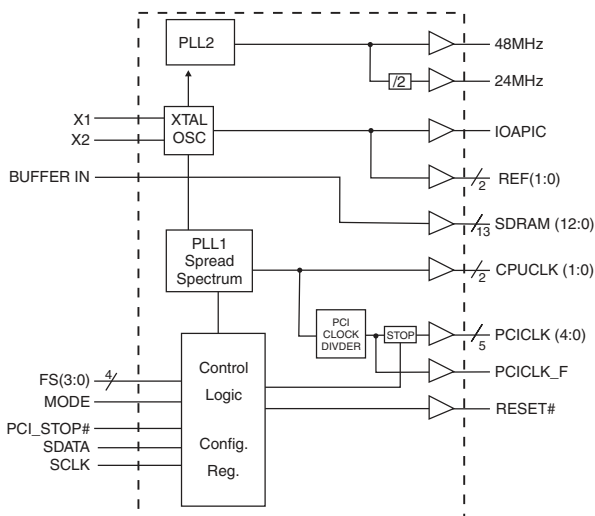 PLL2
48MHz
/2
24MHz
X1
X2
XTAL
OSC
IOAPIC
BUFFER IN
2
REF(1:0)
13
SDRAM (12:0)
PLL1
Spread
Spectrum
2
CPUCLK (1:0)
PCI
CLOCK
DIVDER
STOP
5
PCICLK (4:0)
PCICLK_F
Control
Logic
Config.
Reg.
FS(3:0)
4
MODE
RESET#
PCI_STOP#
SDATA
SCLK